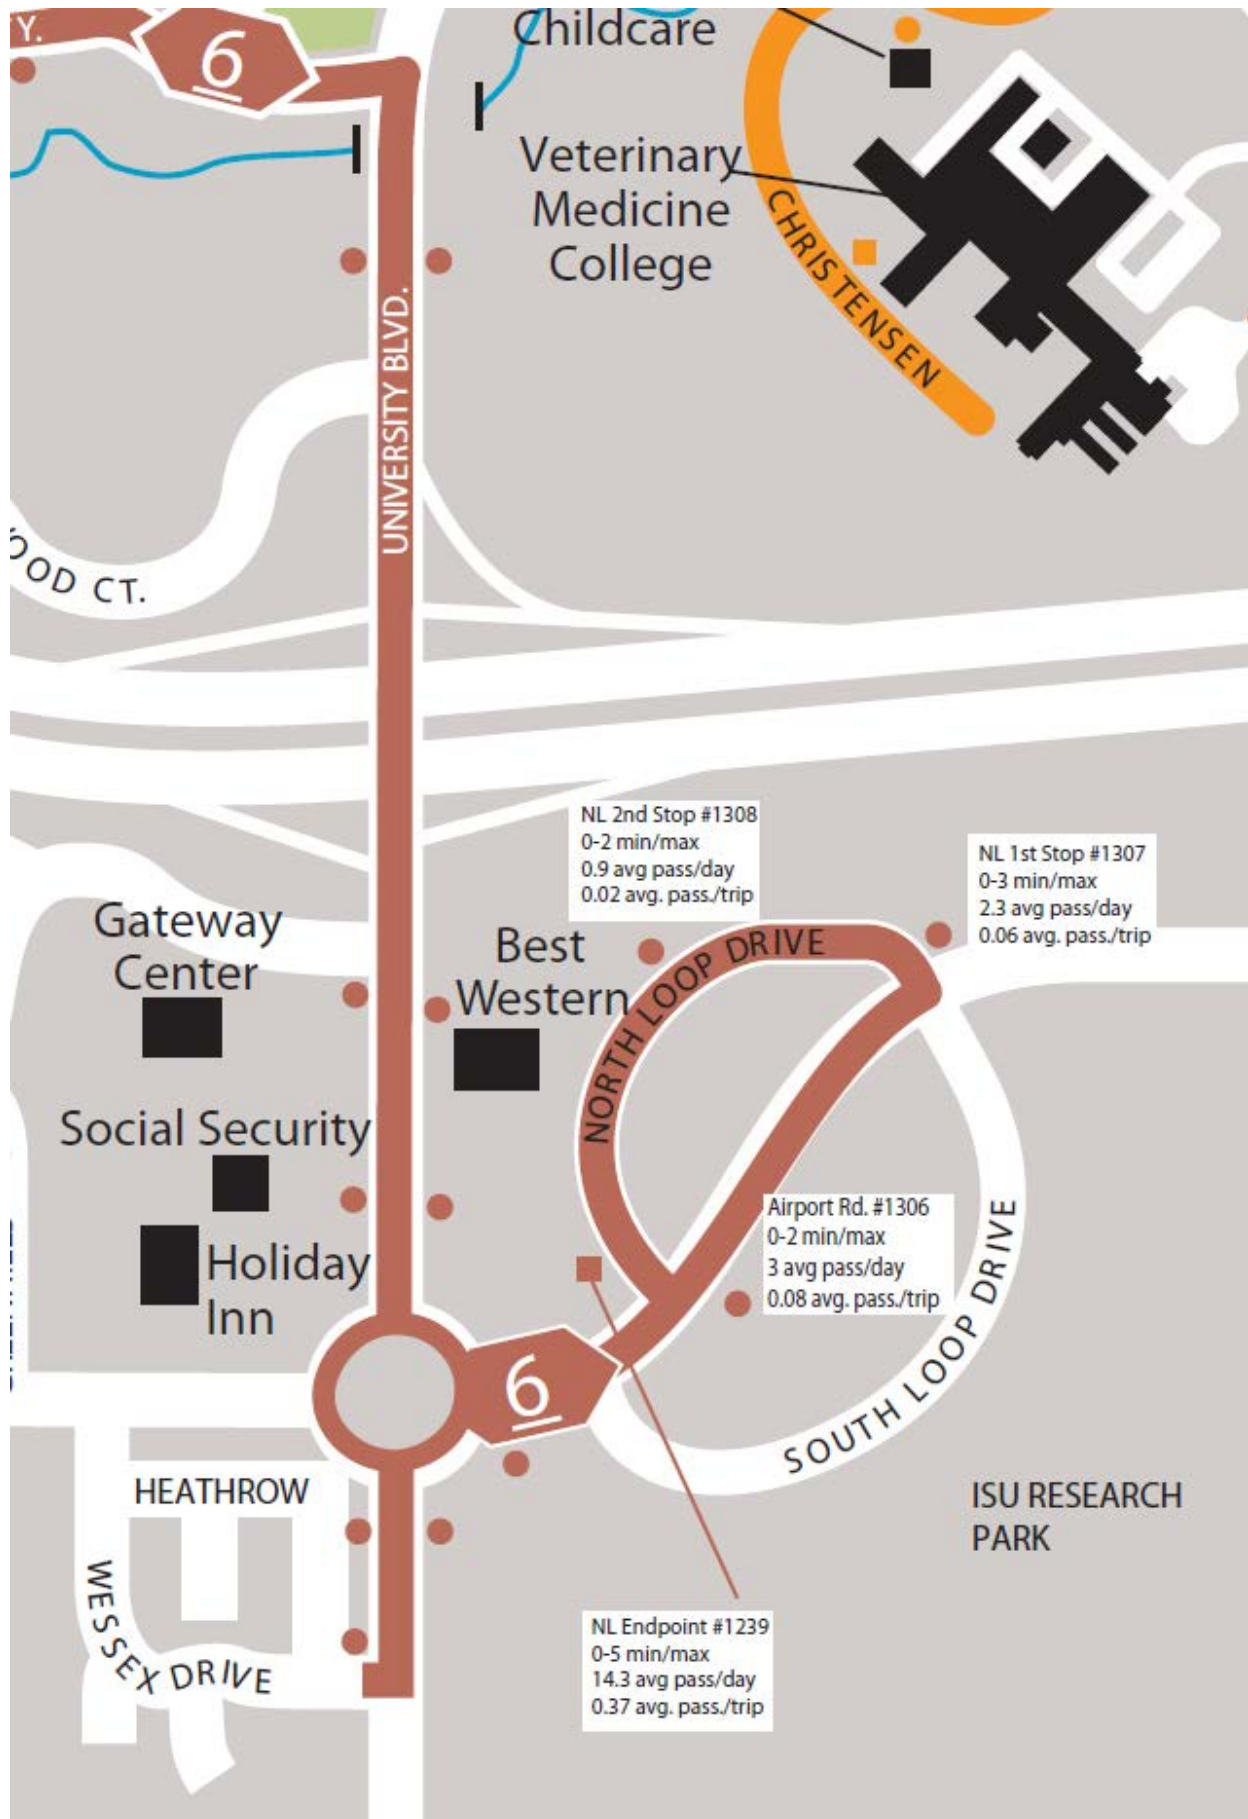 Y.
6
Childcare
Veterinary
Medicine
College
CHRISTENSEN
UNIVERSITY BLVD.
OOD CT.
NL 2nd Stop #1308
0-2 min/max
0.9 avg pass/day
0.02 avg. pass./trip
NL 1st Stop #1307
0-3 min/max
2.3 avg pass/day
0.06 avg. pass./trip
Gateway
Center
Best
Western
NORTH LOOP DRIVE
Social Security
Airport Rd. #1306
0-2 min/max
3 avg pass/day
0.08 avg. pass./trip
Holiday
Inn
6
SOUTH LOOP DRIVE
HEATHROW
ISU RESEARCH
PARK
WESSEX DRIVE
NL Endpoint #1239
0-5 min/max
14.3 avg pass/day
0.37 avg. pass./trip